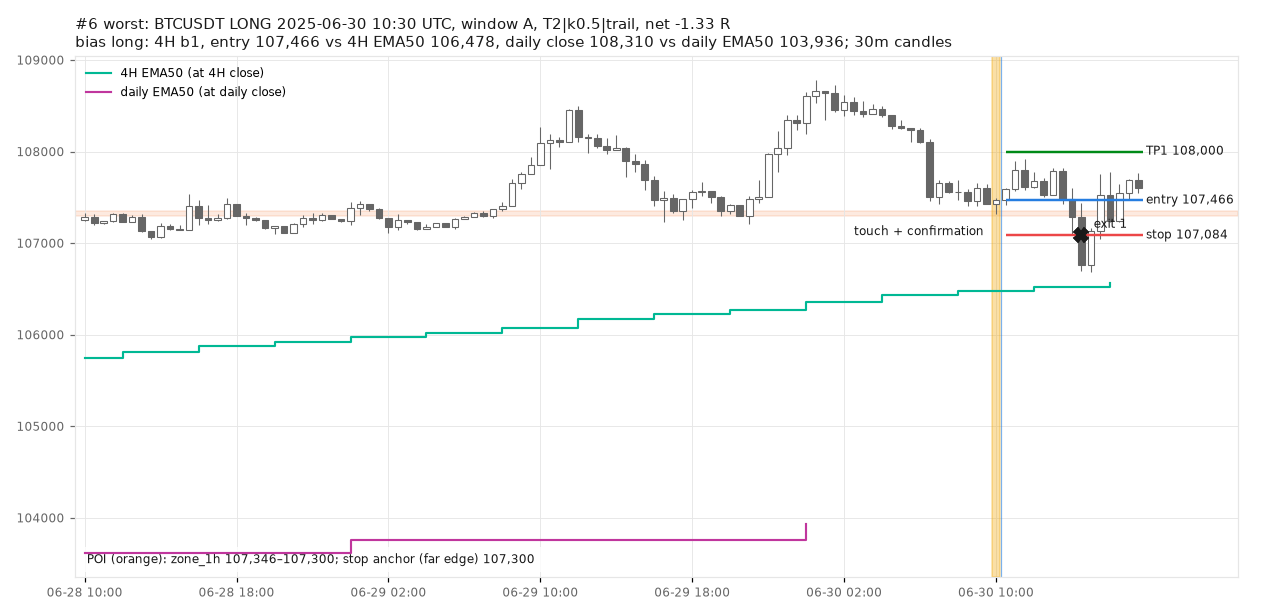 #6 worst: BTCUSDT LONG 2025-06-30 10:30 UTC, window A, T2|k0.5|trail, net -1.33 R
bias long: 4H b1, entry 107,466 vs 4H EMA50 106,478, daily close 108,310 vs daily EMA50 103,936; 30m candles
109000
4H EMA50 (at 4H close)
daily EMA50 (at daily close)
108000
TP1 108,000
entry 107,466
107000
touch + confirmation
exit 1
stop 107,084
106000
105000
104000
POI (orange): zone_1h 107,346–107,300; stop anchor (far edge) 107,300
06-28 10:00
06-28 18:00
06-29 02:00
06-29 10:00
06-29 18:00
06-30 02:00
06-30 10:00